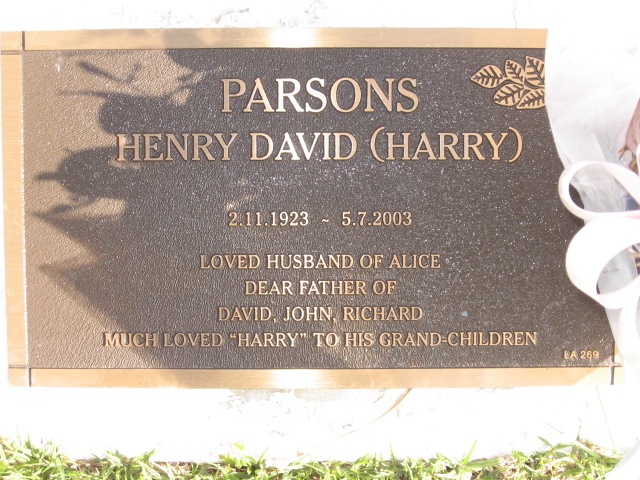 PARSONS
HENRY DAVID (HARRY)
2.11.1923 ~ 5.7.2003
LOVED HUSBAND OF ALICE
DEAR FATHER OF
DAVID, JOHN, RICHARD
MUCH LOVED "HARRY" TO HIS GRAND-CHILDREN
LA 269